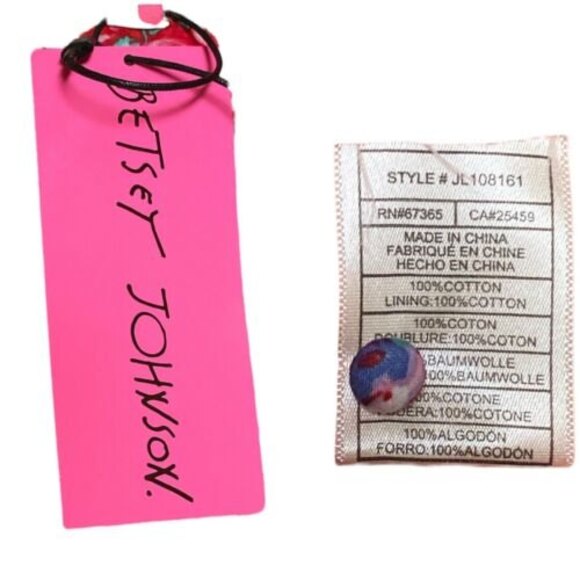 BETSEY JOHNSON.
STYLE # JL108161
RN#67365 CA#25459
MADE IN CHINA
FABRIQUÉ EN CHINE
HECHO EN CHINA
100%COTTON
LINING:100%COTTON
100%COTON
DOUBLURE:100%COTON
%BAUMWOLLE
100%BAUMWOLLE
0%COTONE
DERA:100%COTONE
100%ALGODÓN
FORRO:100%ALGODÓN